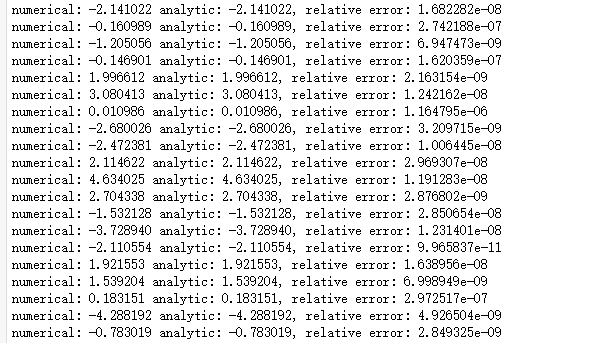 numerical: -2.141022 analytic: -2.141022, relative error: 1.682282e-08
numerical: -0.160989 analytic: -0.160989, relative error: 2.742188e-07
numerical: -1.205056 analytic: -1.205056, relative error: 6.947473e-09
numerical: -0.146901 analytic: -0.146901, relative error: 1.620359e-07
numerical: 1.996612 analytic: 1.996612, relative error: 2.163154e-09
numerical: 3.080413 analytic: 3.080413, relative error: 1.242162e-08
numerical: 0.010986 analytic: 0.010986, relative error: 1.164795e-06
numerical: -2.680026 analytic: -2.680026, relative error: 3.209715e-09
numerical: -2.472381 analytic: -2.472381, relative error: 1.006445e-08
numerical: 2.114622 analytic: 2.114622, relative error: 2.969307e-08
numerical: 4.634025 analytic: 4.634025, relative error: 1.191283e-08
numerical: 2.704338 analytic: 2.704338, relative error: 2.876802e-09
numerical: -1.532128 analytic: -1.532128, relative error: 2.850654e-08
numerical: -3.728940 analytic: -3.728940, relative error: 1.231401e-08
numerical: -2.110554 analytic: -2.110554, relative error: 9.965837e-11
numerical: 1.921553 analytic: 1.921553, relative error: 1.638956e-08
numerical: 1.539204 analytic: 1.539204, relative error: 6.998949e-09
numerical: 0.183151 analytic: 0.183151, relative error: 2.972517e-07
numerical: -4.288192 analytic: -4.288192, relative error: 4.926504e-09
numerical: -0.783019 analytic: -0.783019, relative error: 2.849325e-09